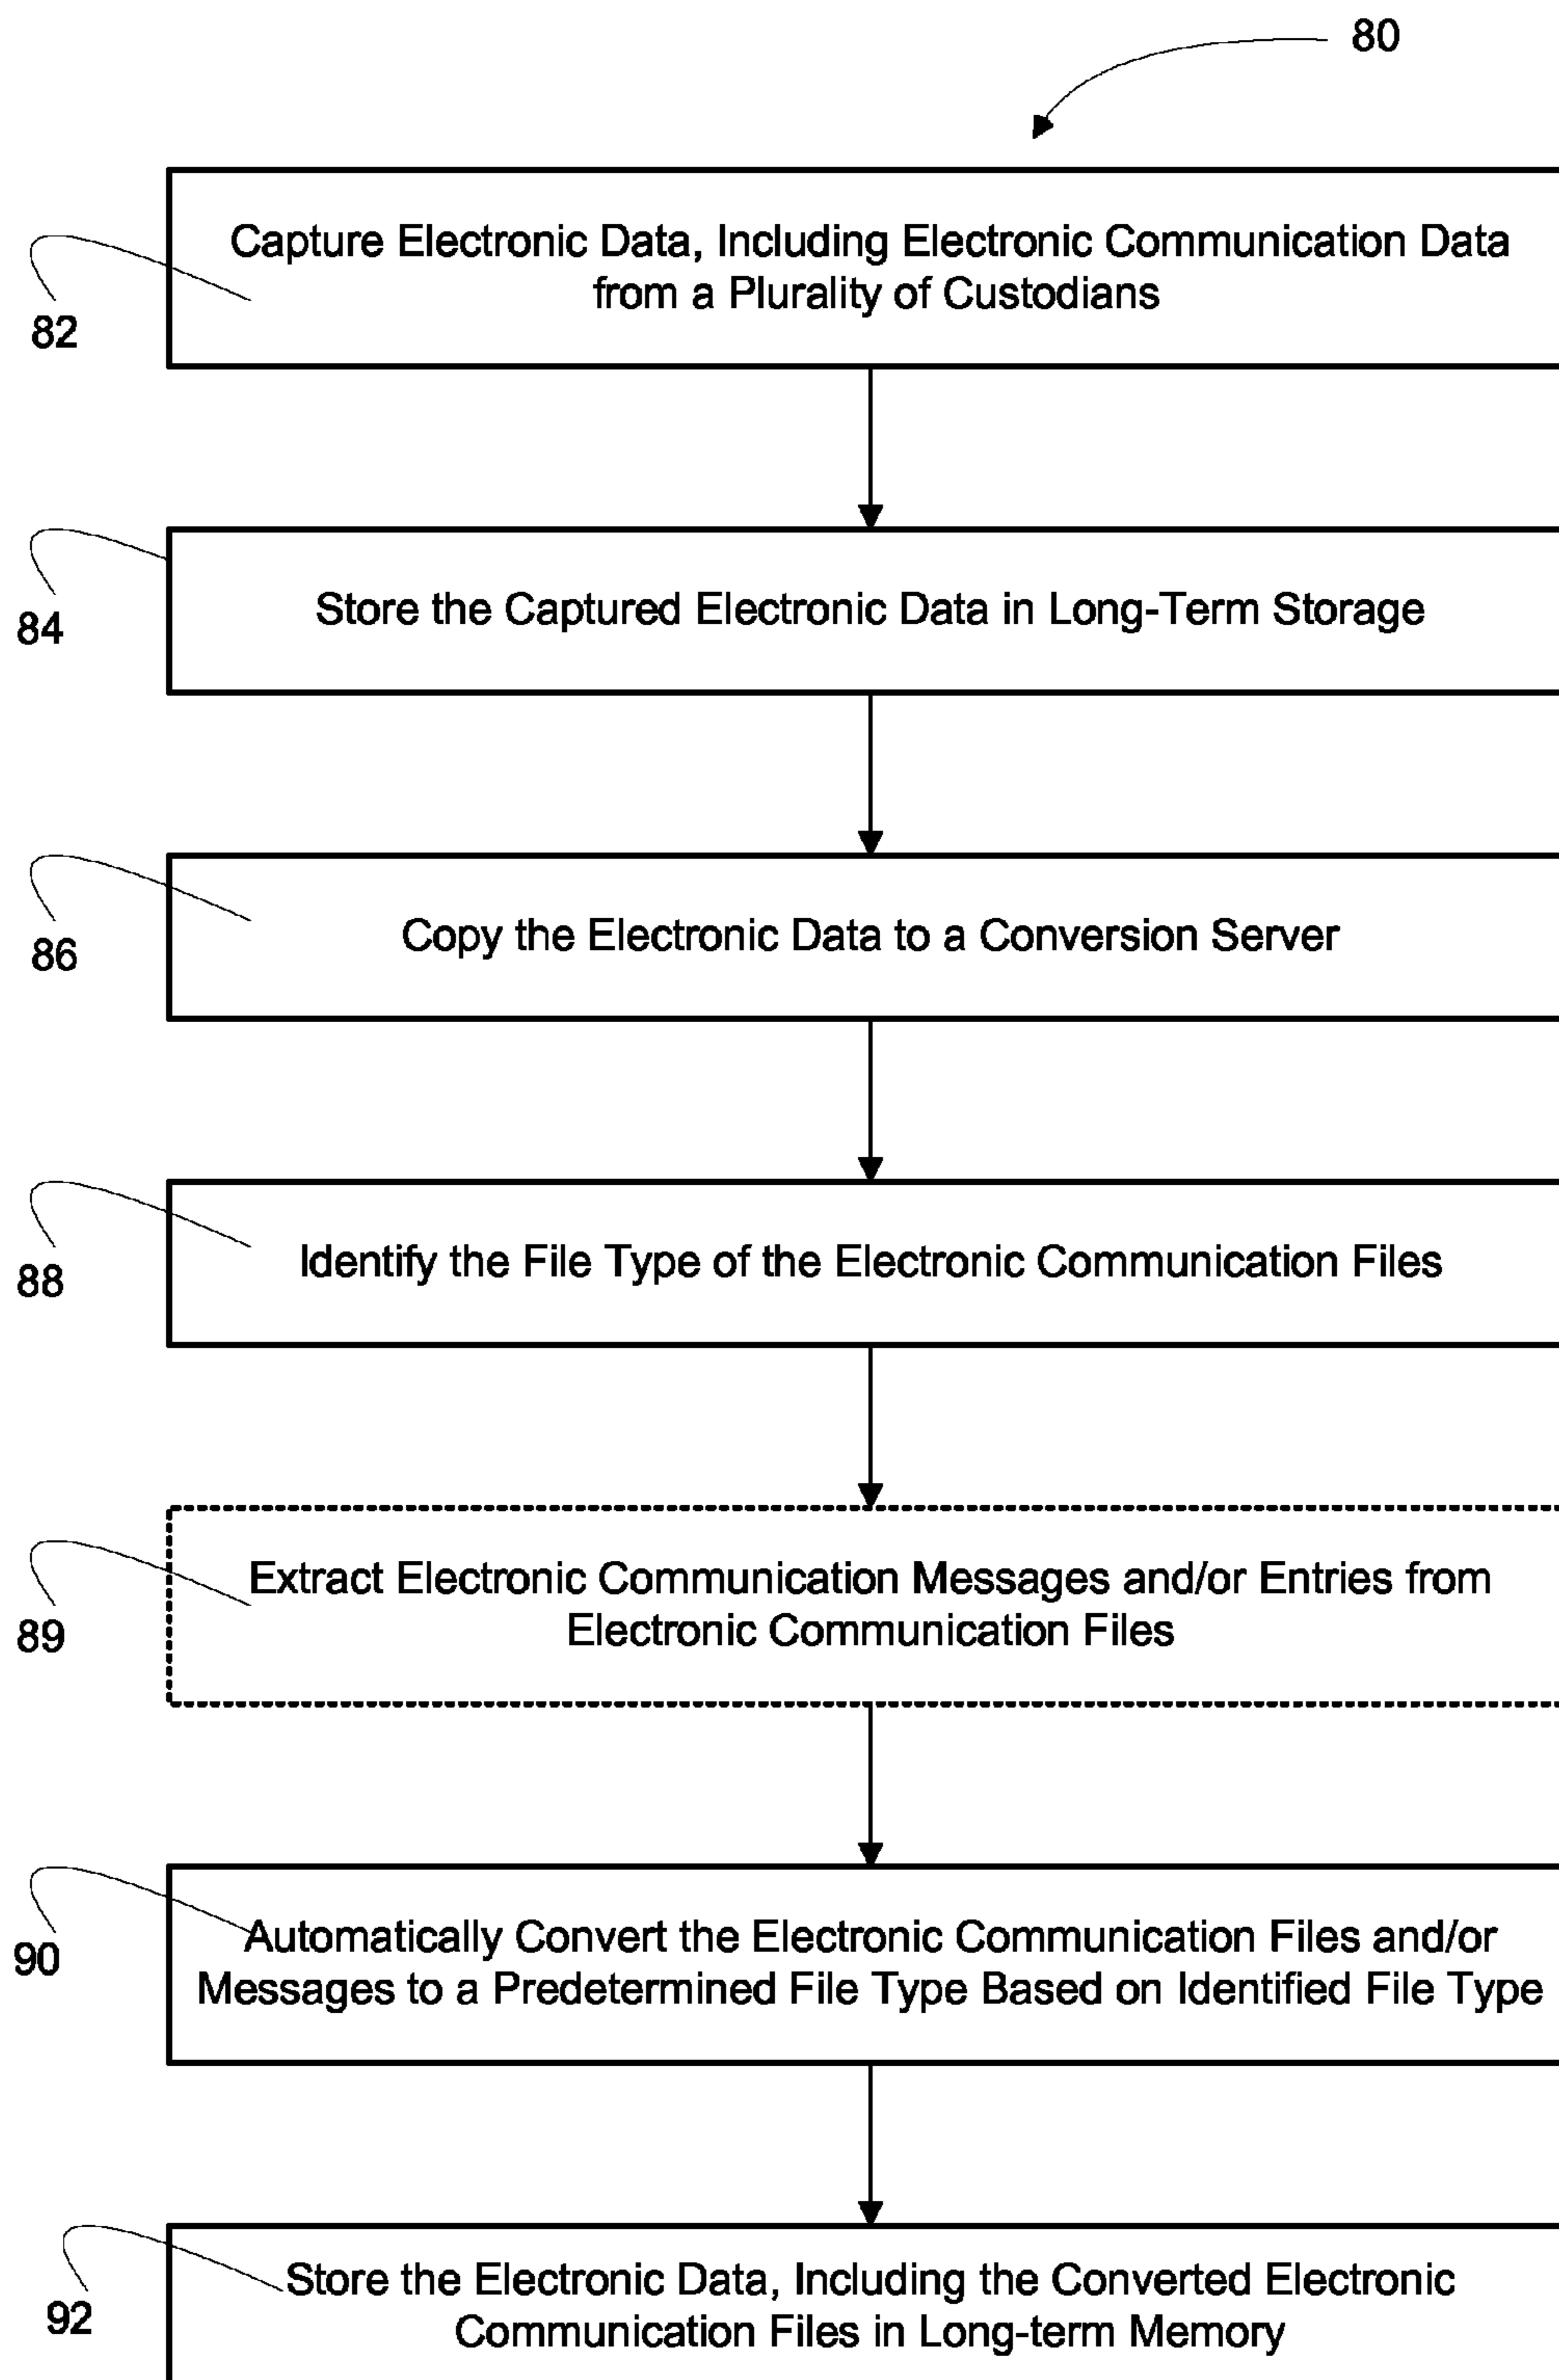 80
Capture Electronic Data, Including Electronic Communication Data
from a Plurality of Custodians
82
Store the Captured Electronic Data in Long-Term Storage
84
Copy the Electronic Data to a Conversion Server
86
Identify the File Type of the Electronic Communication Files
88
Extract Electronic Communication Messages and/or Entries from
Electronic Communication Files
89
Automatically Convert the Electronic Communication Files and/or
Messages to a Predetermined File Type Based on Identified File Type
90
Store the Electronic Data, Including the Converted Electronic
Communication Files in Long-term Memory
92